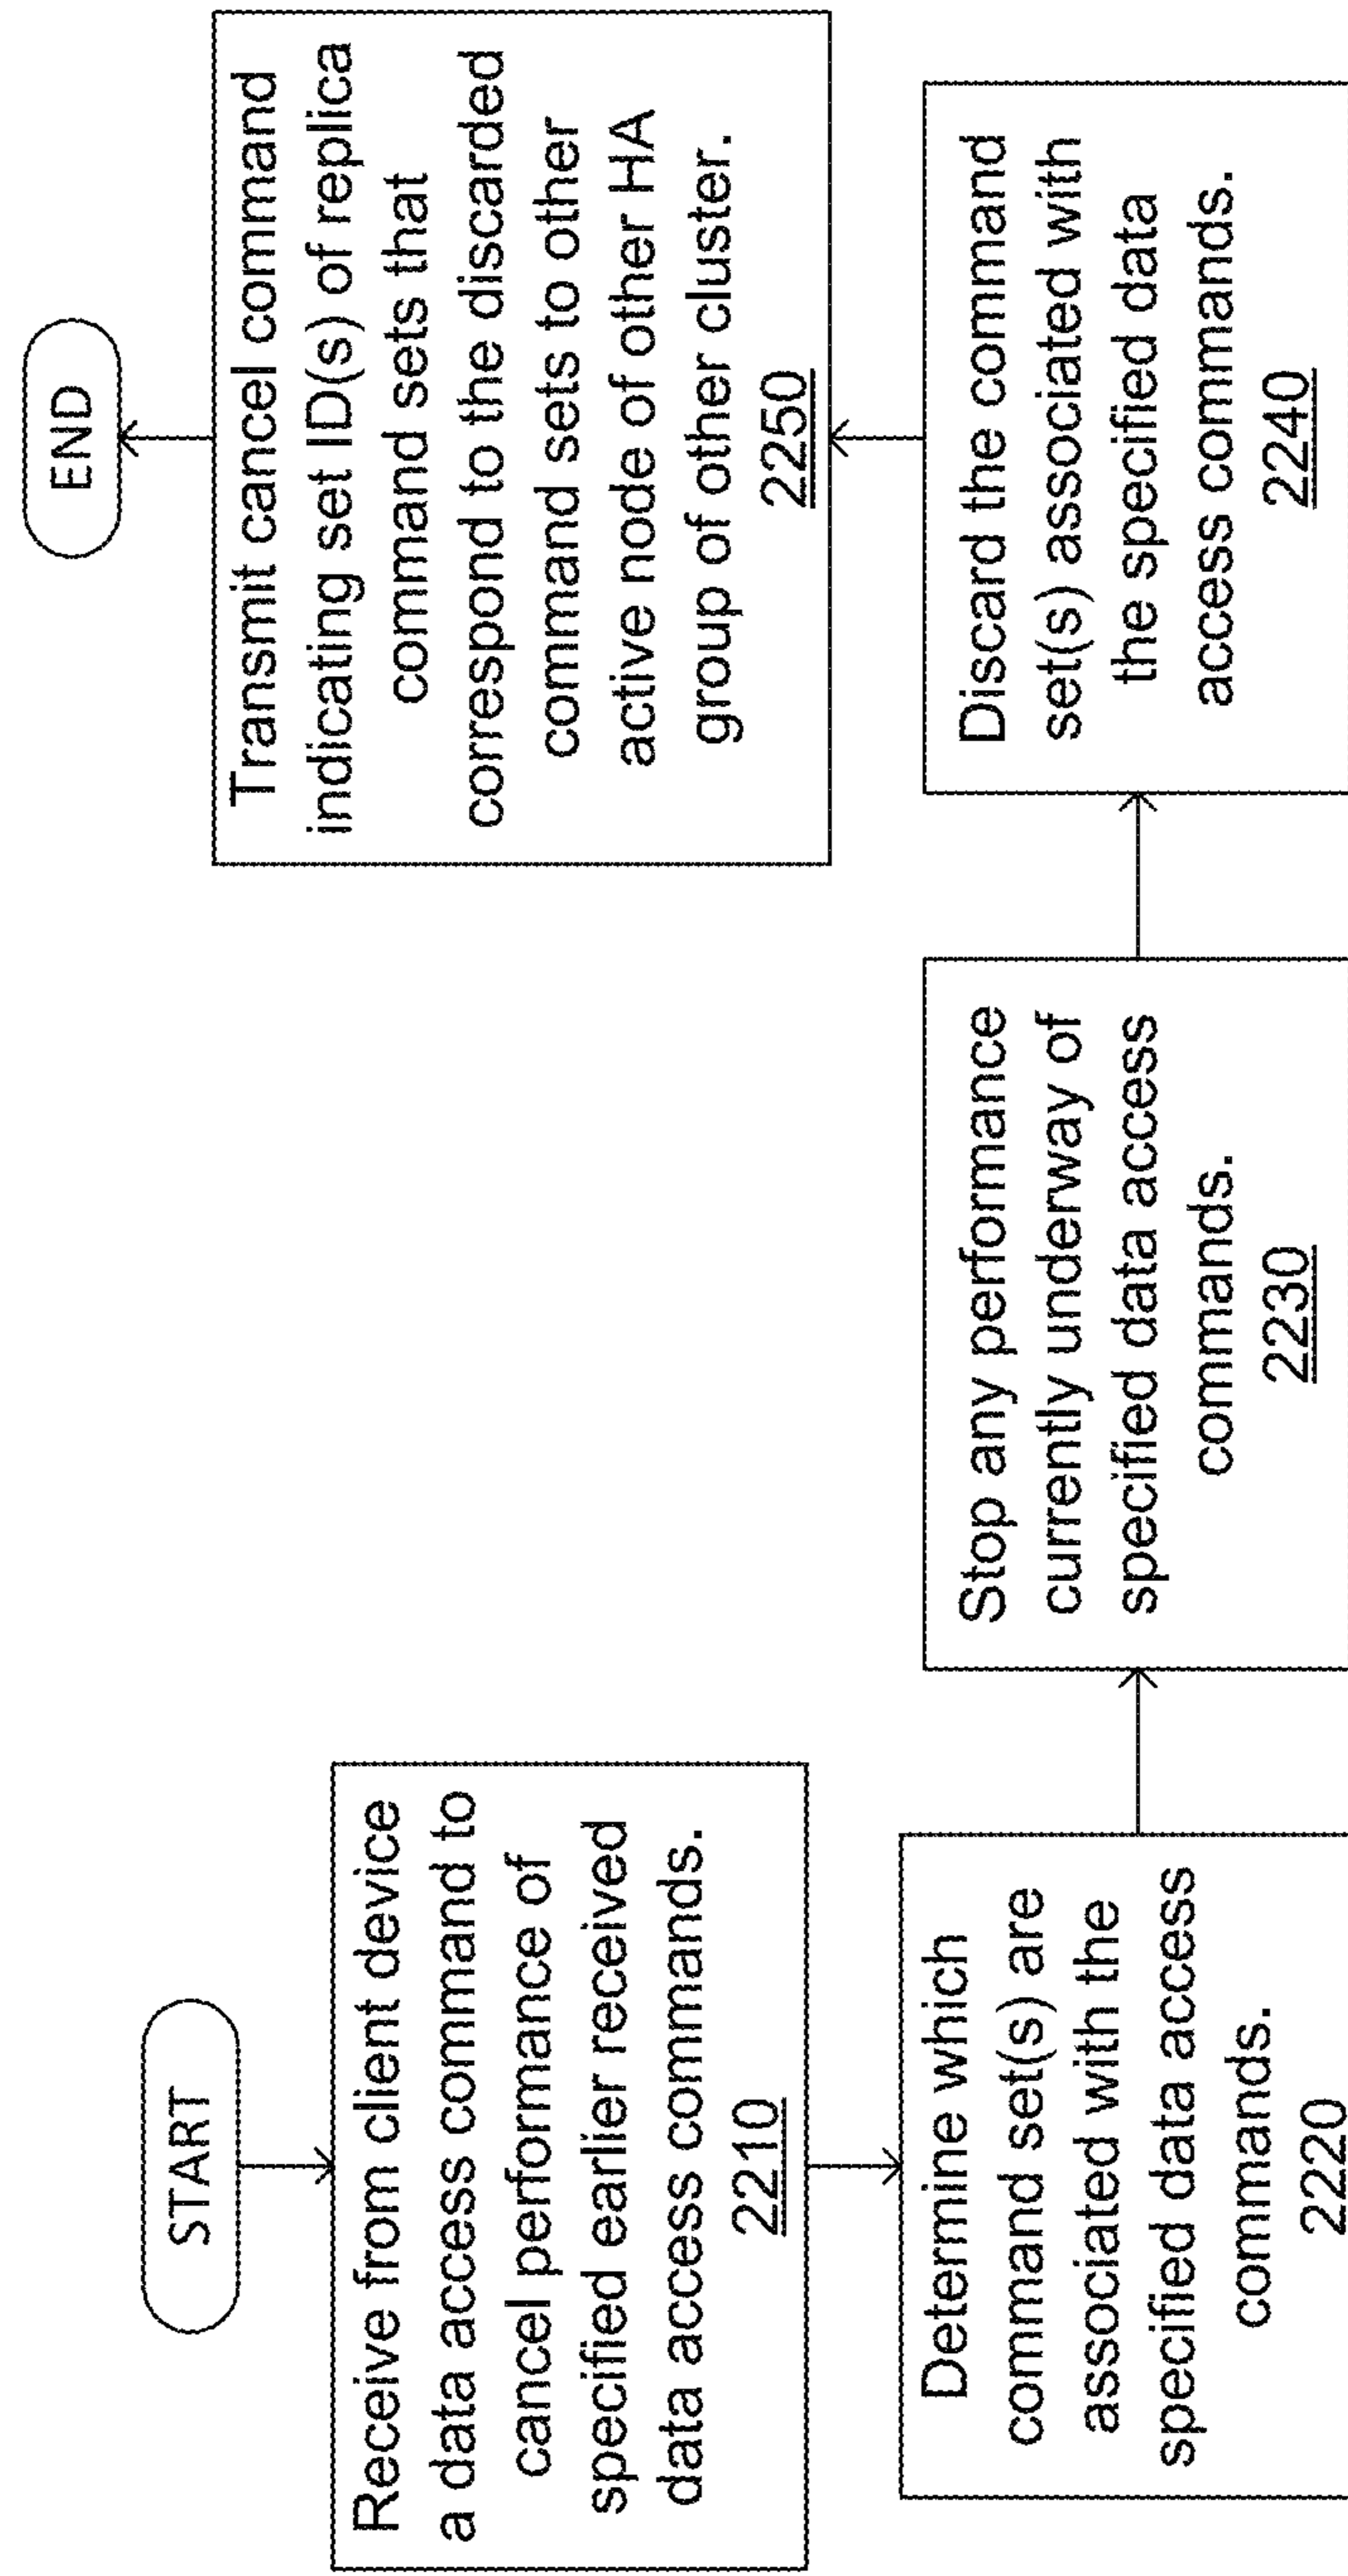 START
Receive from client device
a data access command to
cancel performance of
specified earlier received
data access commands.
2210
Determine which
command set(s) are
associated with the
specified data access
commands.
2220
Stop any performance
currently underway of
specified data access
commands.
2230
Discard the command
set(s) associated with
the specified data
access commands.
2240
Transmit cancel command
indicating set ID(s) of replica
command sets that
correspond to the discarded
command sets to other
active node of other HA
group of other cluster.
2250
END